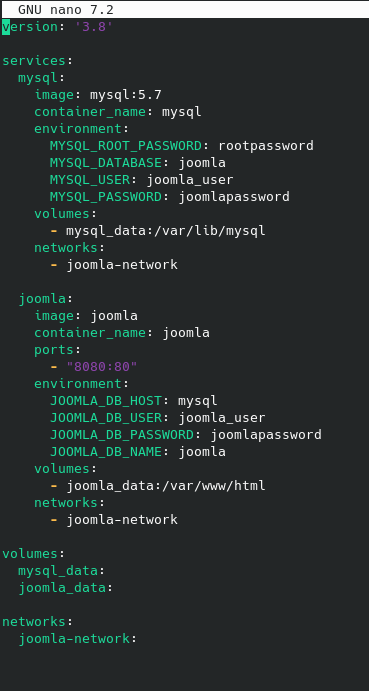 GNU nano 7.2
version: '3.8'
services:
mysql:
image: mysql:5.7
container_name: mysql
environment:
MYSQL_ROOT_PASSWORD: rootpassword
MYSQL_DATABASE: joomla
MYSQL_USER: joomla_user
MYSQL_PASSWORD: joomlapassword
volumes:
- mysql_data:/var/lib/mysql
networks:
- joomla-network
joomla:
image: joomla
container_name: joomla
ports:
- "8080:80"
environment:
JOOMLA_DB_HOST: mysql
JOOMLA_DB_USER: joomla_user
JOOMLA_DB_PASSWORD: joomlapassword
JOOMLA_DB_NAME: joomla
volumes:
- joomla_data:/var/www/html
networks:
- joomla-network
volumes:
mysql_data:
joomla_data:
networks:
joomla-network: